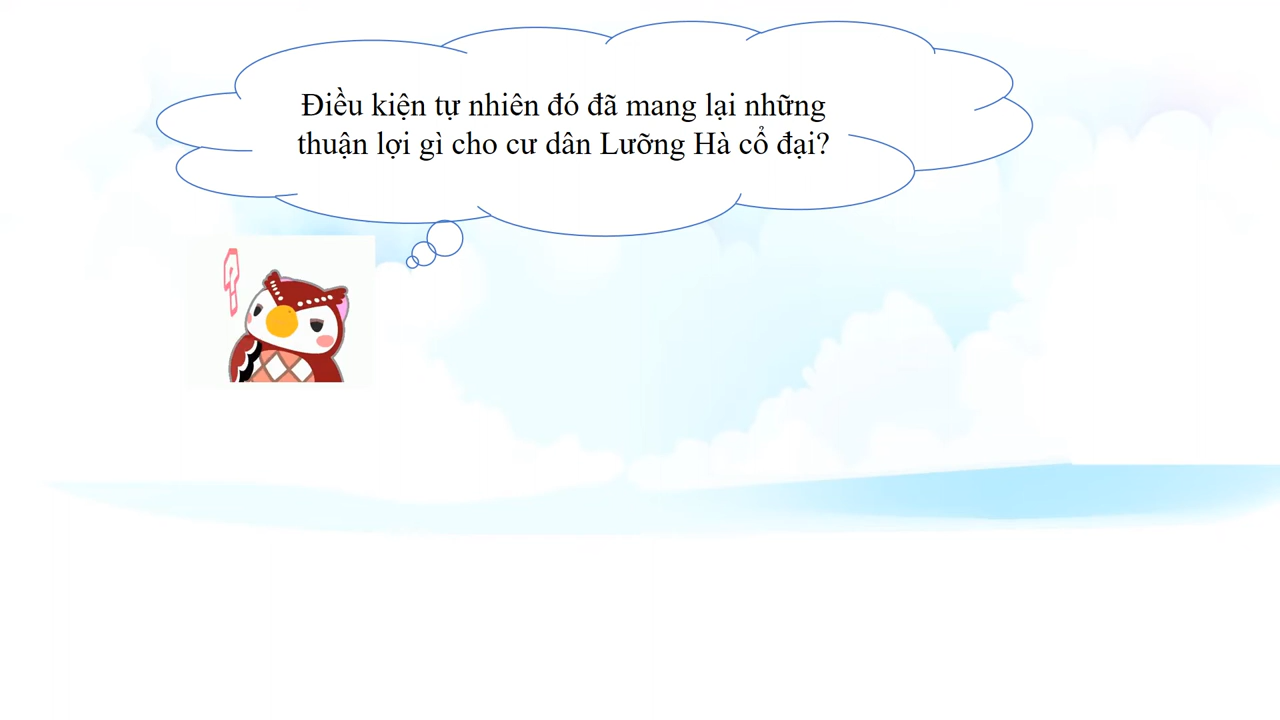 Điều kiện tự nhiên đó đã mang lại những
thuận lợi gì cho cư dân Lưỡng Hà cổ đại?